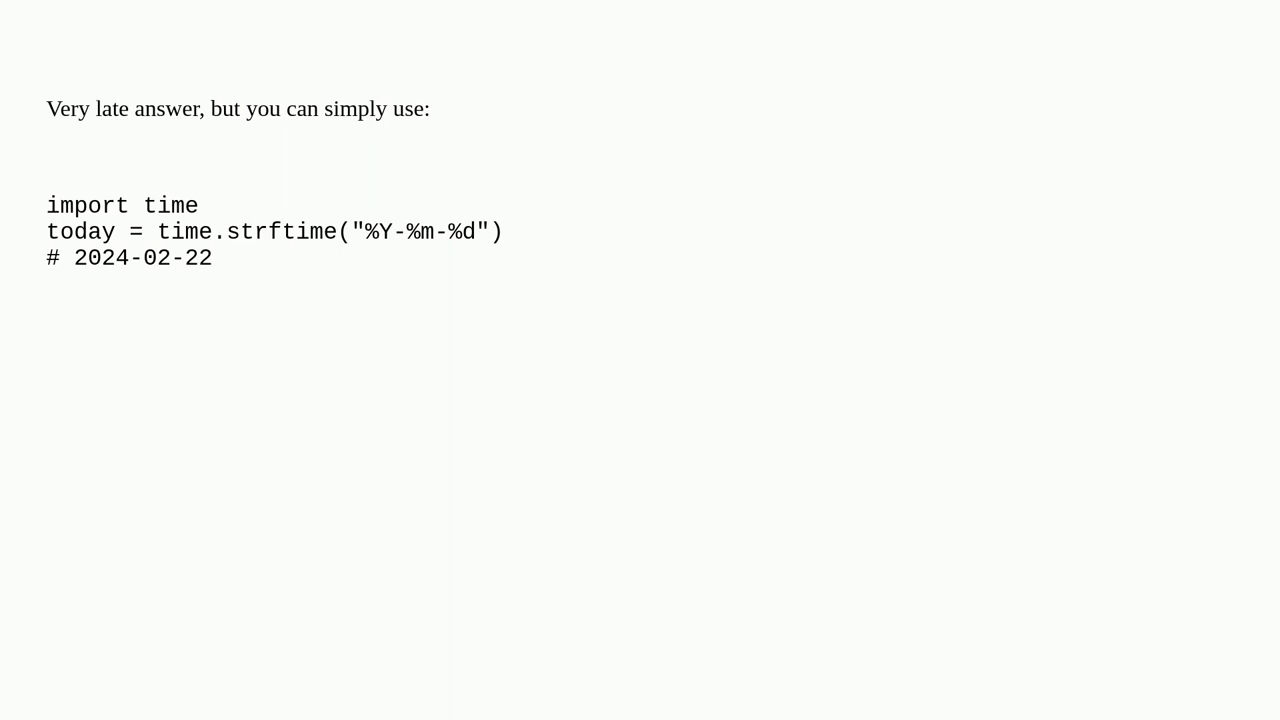 Very late answer, but you can simply use:
import time
today = time.strftime("%Y-%m-%d")
# 2024-02-22